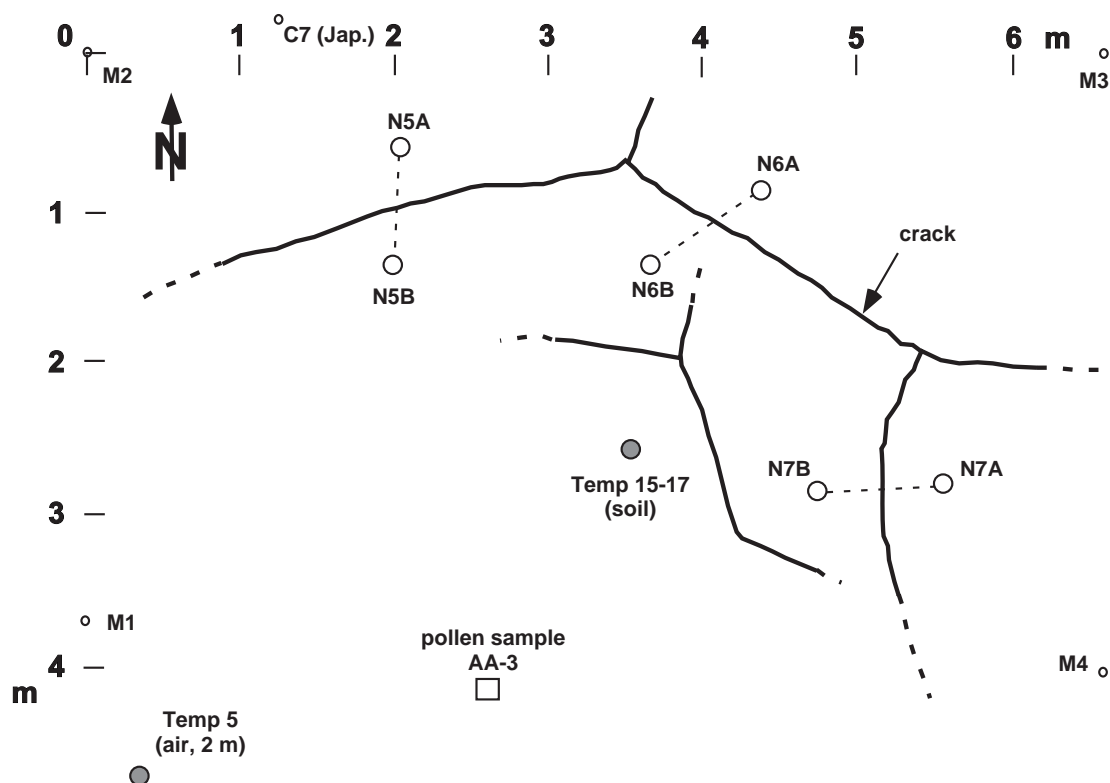 0 1 C7 (Jap.) 2 3 4 5 6 m
M2
M3
N
N5A
N6A
1
crack
N5B
N6B
2
N7B
N7A
Temp 15-17
(soil)
3
M1
pollen sample
AA-3
4
M4
m
Temp 5
(air, 2 m)